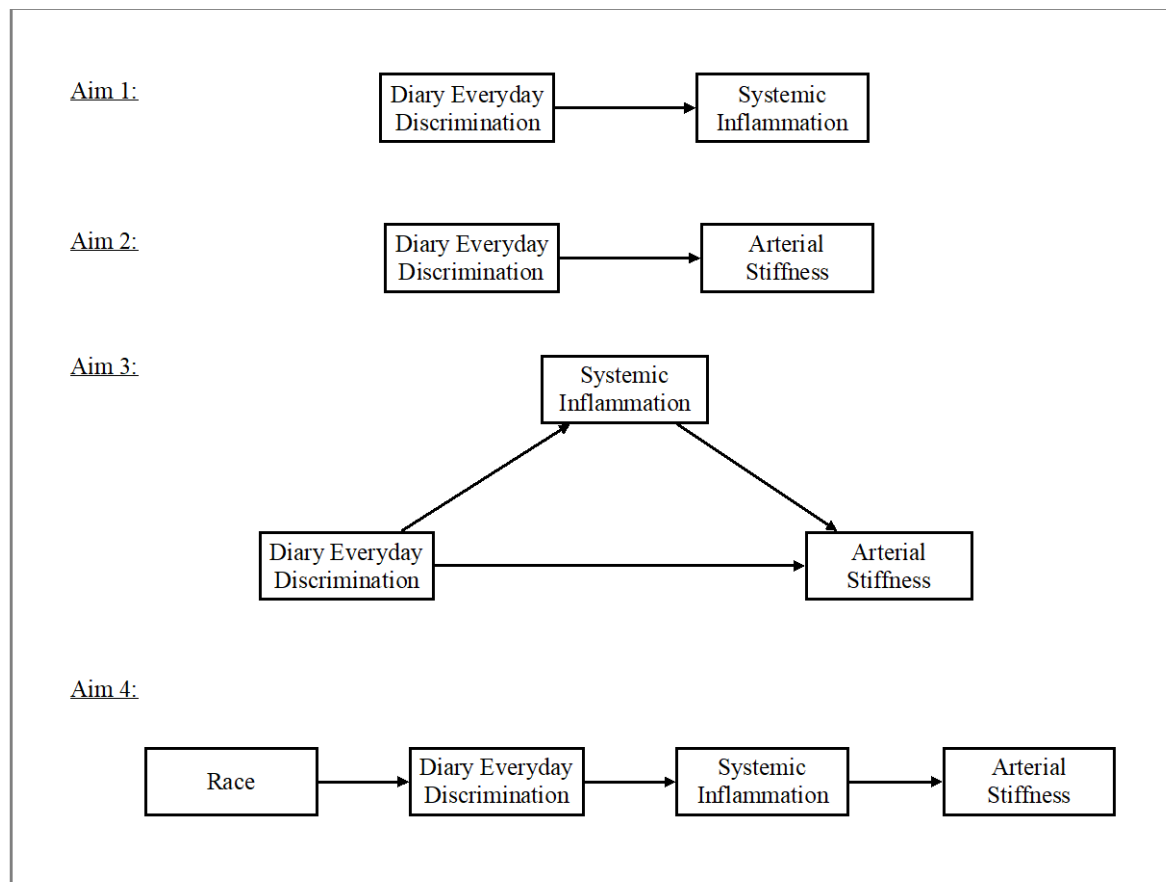 Aim 1:
Diary Everyday
Discrimination
Systemic
Inflammation
Aim 2:
Diary Everyday
Discrimination
Arterial
Stiffness
Aim 3:
Systemic
Inflammation
Diary Everyday
Discrimination
Arterial
Stiffness
Aim 4:
Race
Diary Everyday
Discrimination
Systemic
Inflammation
Arterial
Stiffness